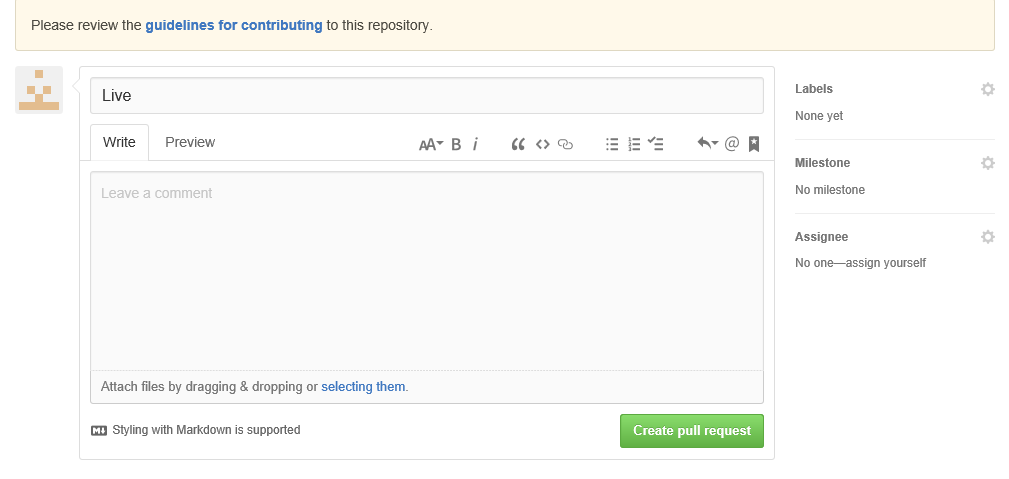 Please review the guidelines for contributing to this repository.
Live
Write Preview AA B i @
Leave a comment
Attach files by dragging & dropping or selecting them.
Styling with Markdown is supported
Create pull request
Labels
None yet
Milestone
No milestone
Assignee
No one—assign yourself